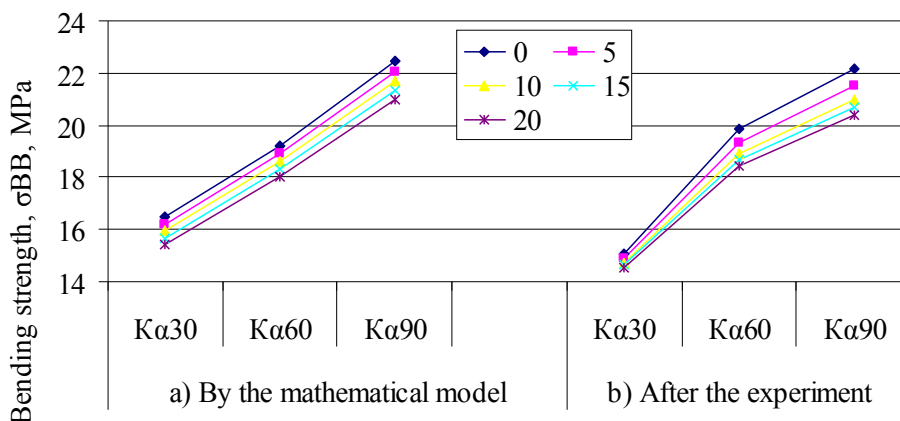 Bending strength, σBB, MPa
24
22
20
18
16
14
0
5
10
15
20
Kα30
Kα60
Kα90
Kα30
Kα60
Kα90
a) By the mathematical model
b) After the experiment